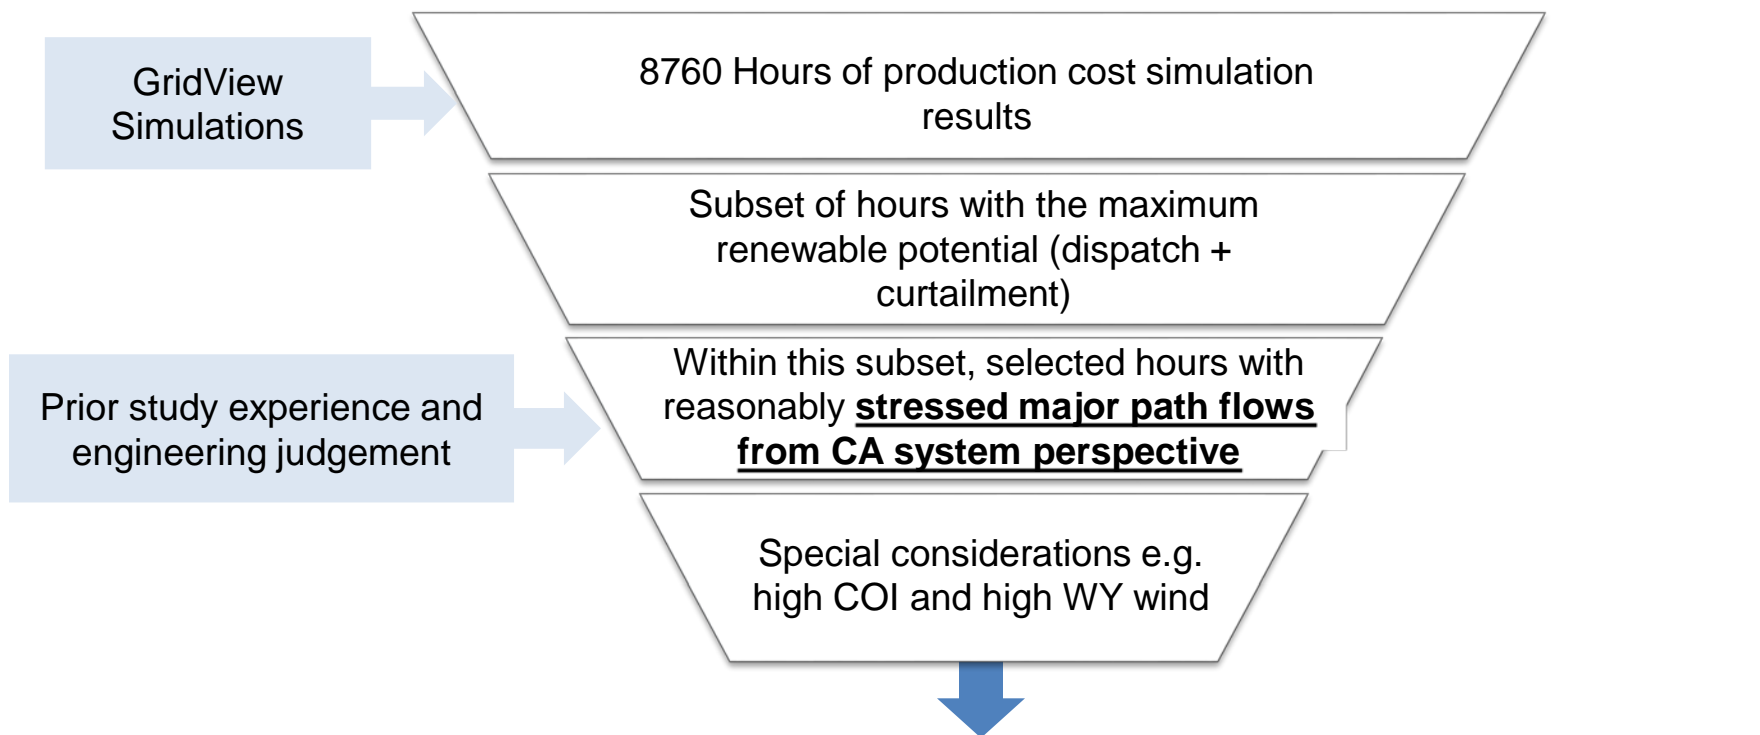 GridView
Simulations
8760 Hours of production cost simulation
results
Subset of hours with the maximum
renewable potential (dispatch +
curtailment)
Prior study experience and
engineering judgement
Within this subset, selected hours with
reasonably stressed major path flows
from CA system perspective
Special considerations e.g.
high COI and high WY wind